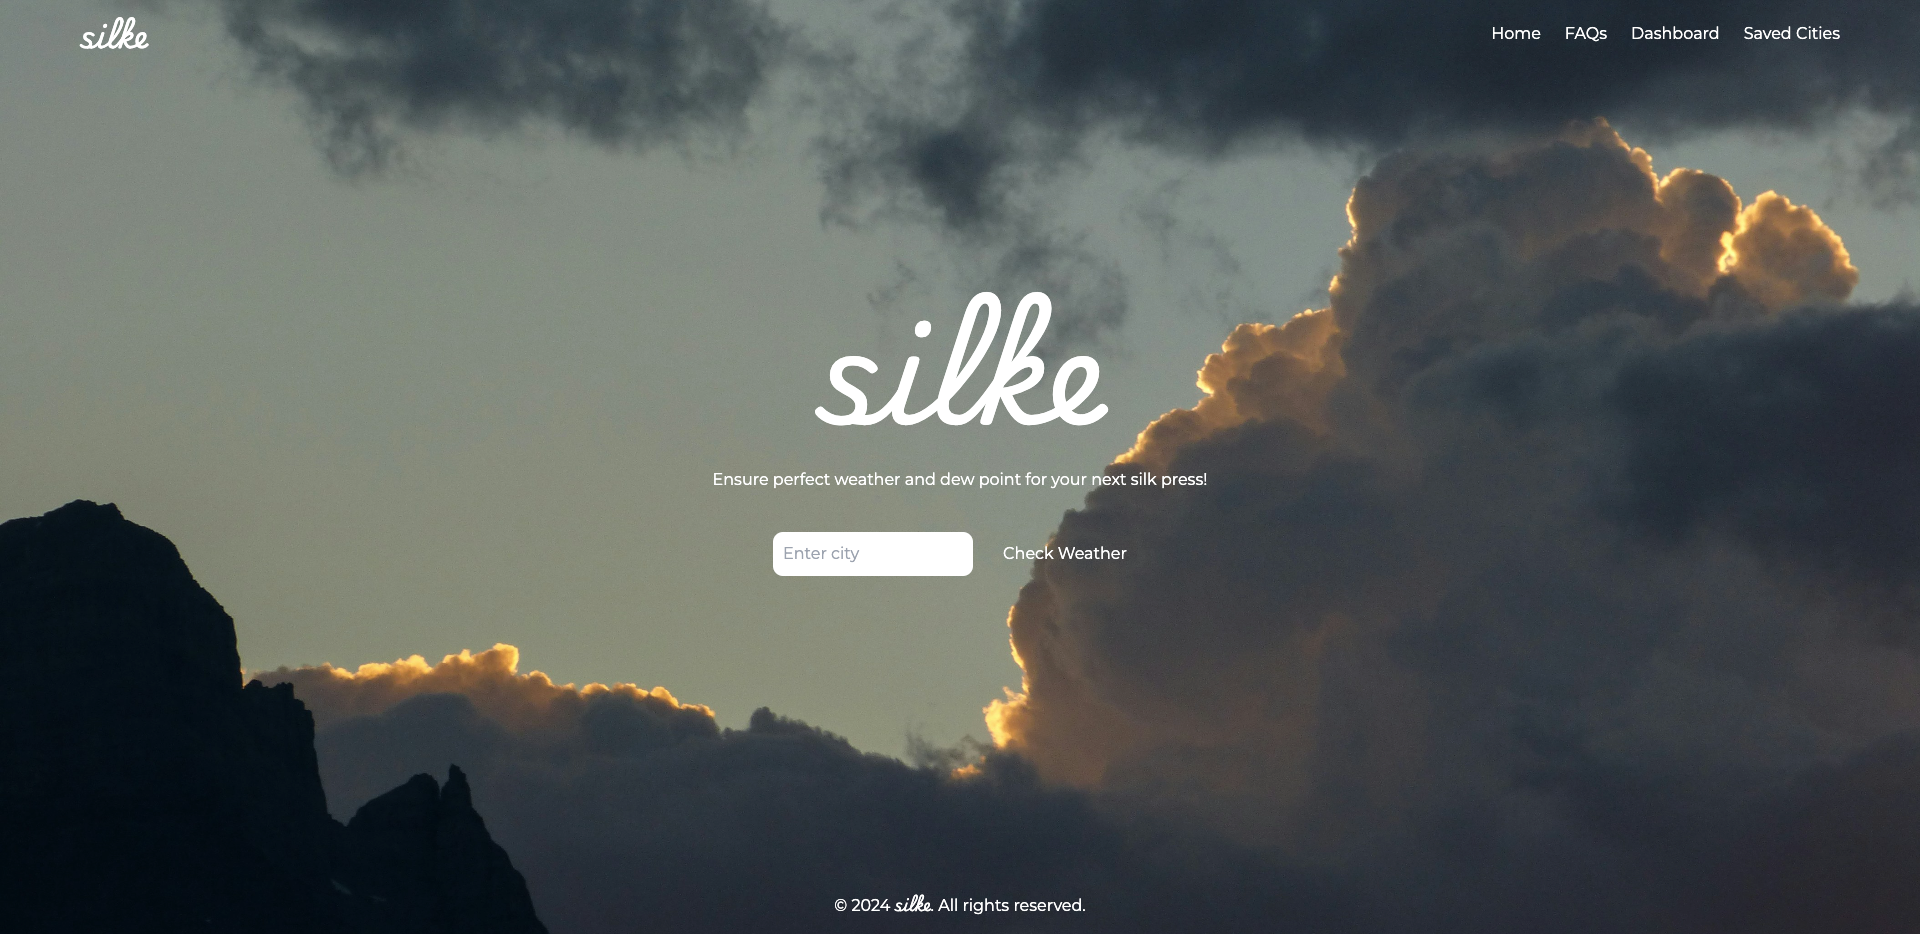 silke
Home FAQs Dashboard Saved Cities
silke
Ensure perfect weather and dew point for your next silk press!
Enter city
Check Weather
© 2024 silke. All rights reserved.